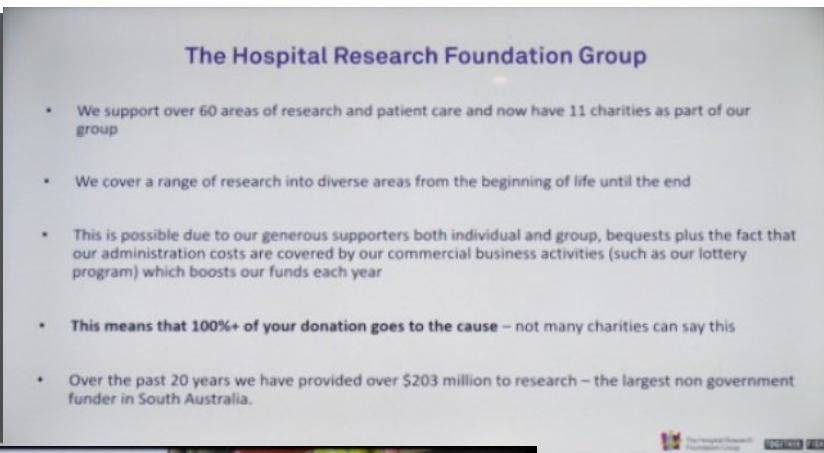 The Hospital Research Foundation Group
• We support over 60 areas of research and patient care and now have 11 charities as part of our
group
• We cover a range of research into diverse areas from the beginning of life until the end
• This is possible due to our generous supporters both individual and group, bequests plus the fact that
our administration costs are covered by our commercial business activities (such as our lottery
program) which boosts our funds each year
• This means that 100%+ of your donation goes to the cause – not many charities can say this
• Over the past 20 years we have provided over $203 million to research – the largest non government
funder in South Australia.
The Hospital Research
Foundation Group
TOGETHER.